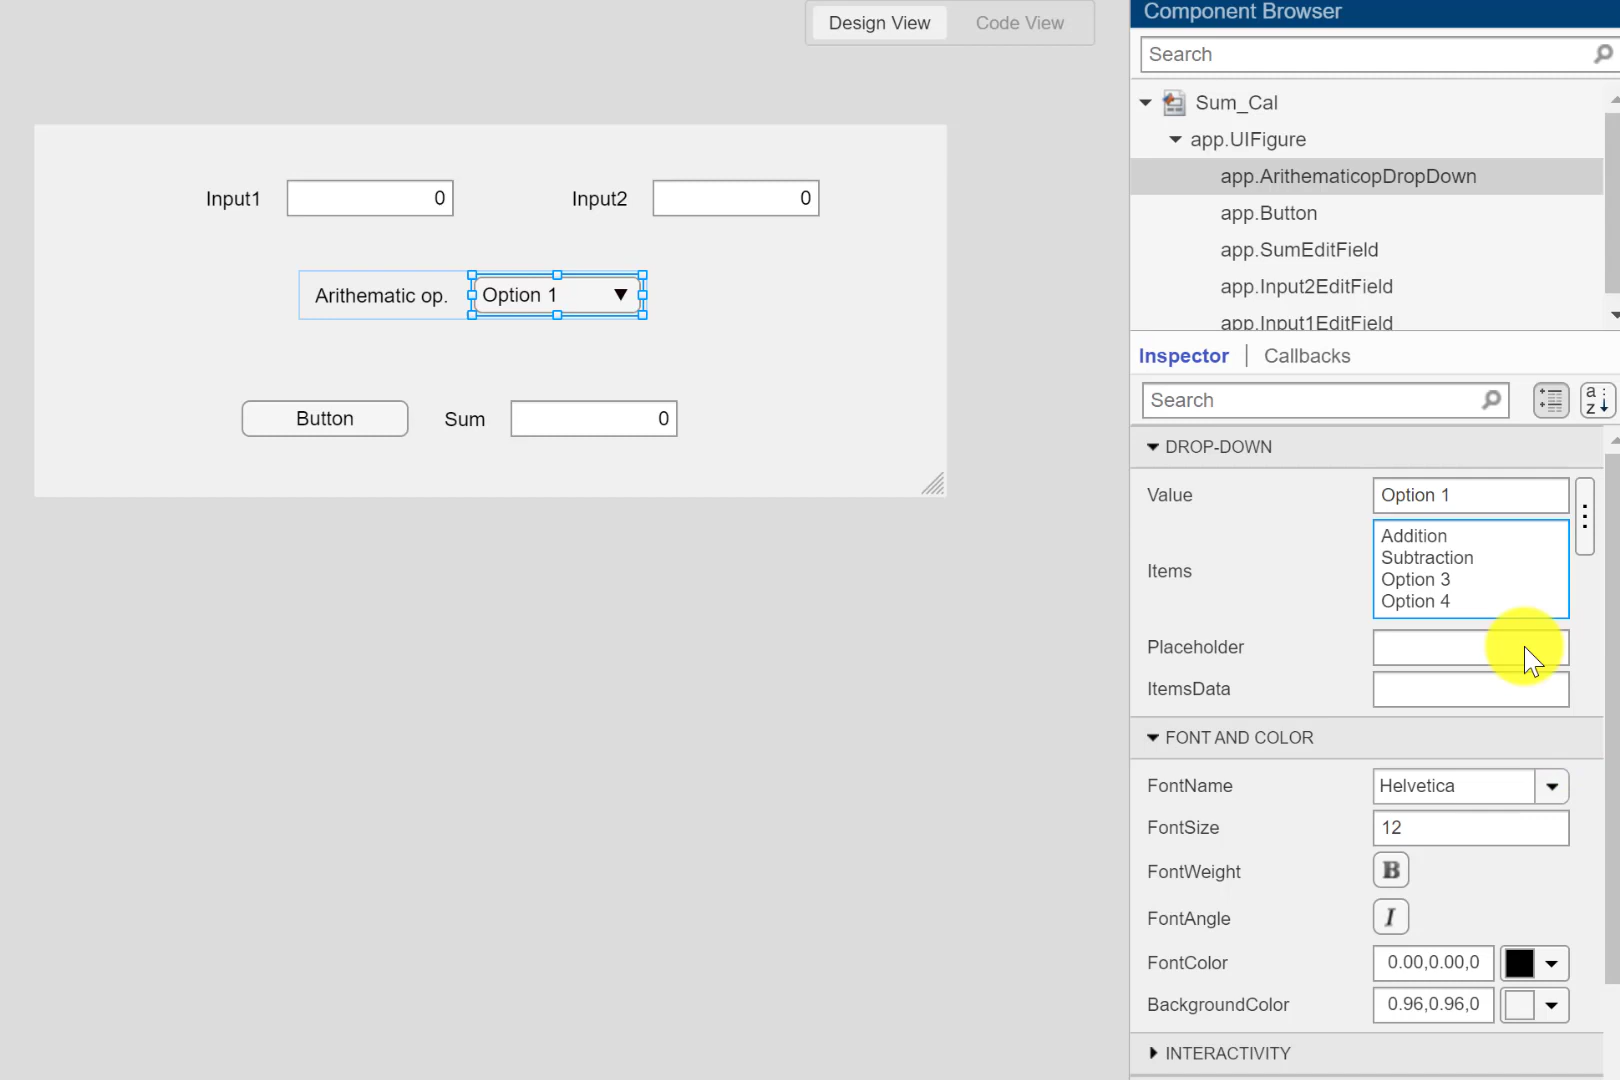 Design View
Code View
Input1
0
Input2
0
Arithematic op.
Option 1
Button
Sum
0
Component Browser
Search
Sum_Cal
app.UIFigure
app.ArithematicopDropDown
app.Button
app.SumEditField
app.Input2EditField
app.Input1EditField
Inspector
Callbacks
Search
a
z
DROP-DOWN
Value
Option 1
Items
Addition
Subtraction
Option 3
Option 4
Placeholder
ItemsData
FONT AND COLOR
FontName
Helvetica
FontSize
12
FontWeight
B
FontAngle
I
FontColor
0.00,0.00,0
BackgroundColor
0.96,0.96,0
INTERACTIVITY